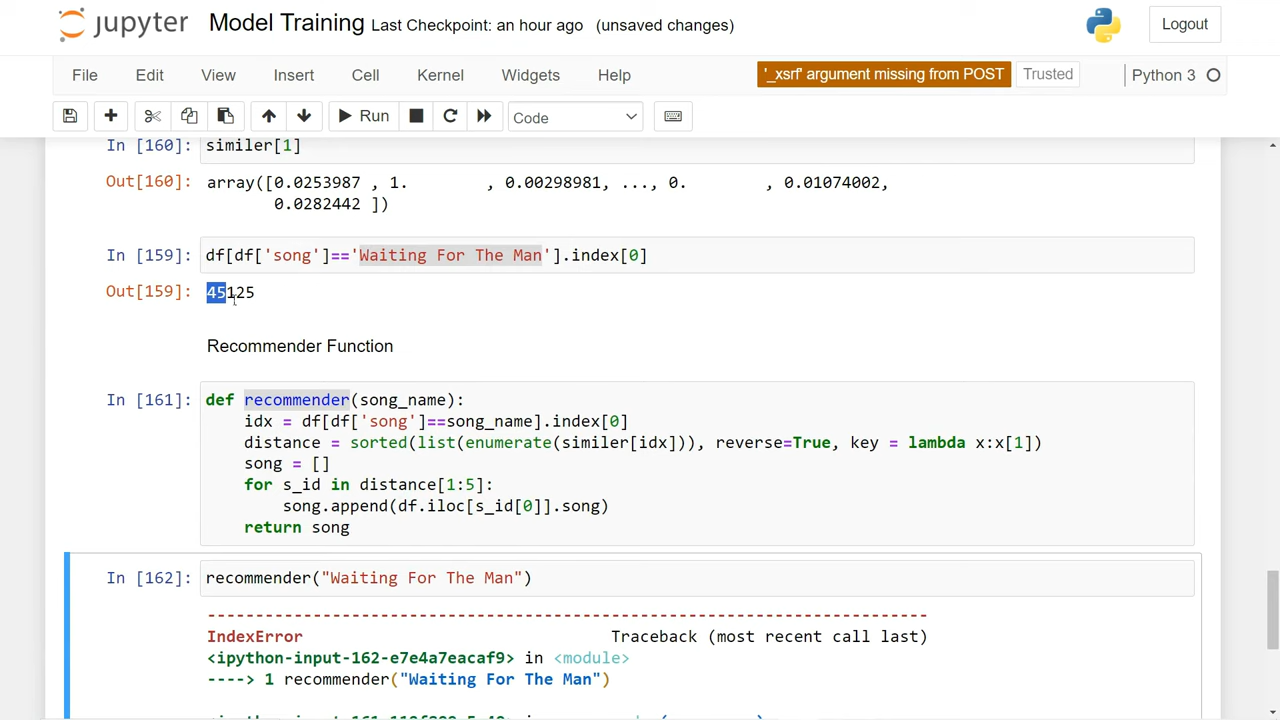 jupyter Model Training Last Checkpoint: an hour ago (unsaved changes) Logout
File Edit View Insert Cell Kernel Widgets Help '_xsrf' argument missing from POST Trusted Python 3
Run Code
In [160]: similer[1]
Out[160]: array([0.0253987 , 1. , 0.00298981, ..., 0. , 0.01074002,
0.0282442 ])
In [159]: df[df['song']=='Waiting For The Man'].index[0]
Out[159]: 45125
Recommender Function
In [161]: def recommender(song_name):
idx = df[df['song']==song_name].index[0]
distance = sorted(list(enumerate(similer[idx])), reverse=True, key = lambda x:x[1])
song = []
for s_id in distance[1:5]:
song.append(df.iloc[s_id[0]].song)
return song
In [162]: recommender("Waiting For The Man")
---------------------------------------------------------------------------
IndexError Traceback (most recent call last)
<ipython-input-162-e7e4a7eacaf9> in <module>
----> 1 recommender("Waiting For The Man")